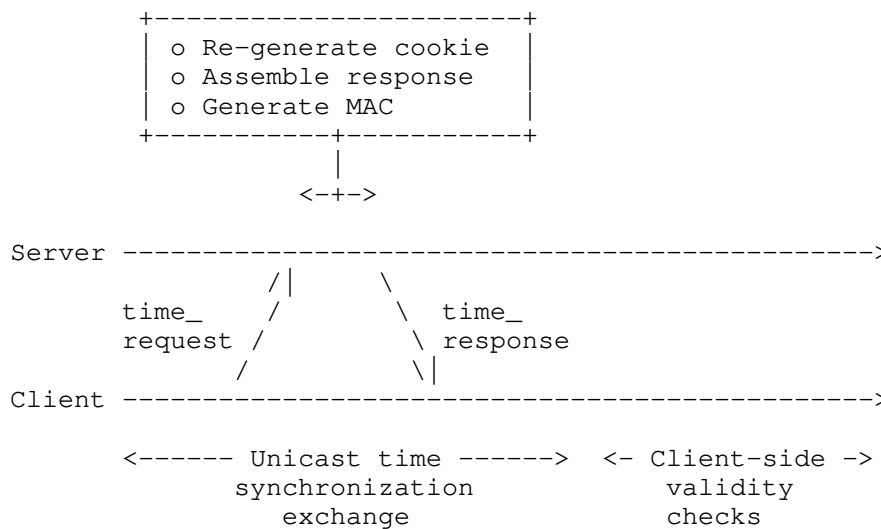 o Re-generate cookie
o Assemble response
o Generate MAC
Server
time_ time_
request response
Client
<------ Unicast time ------> <- Client-side ->
synchronization validity
exchange checks